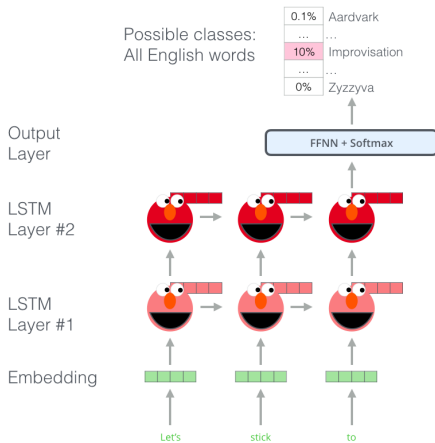 Possible classes:
All English words
0.1% Aardvark
... ...
10% Improvisation
... ...
0% Zyzzyva
Output
Layer
FFNN + Softmax
LSTM
Layer #2
LSTM
Layer #1
Embedding
Let's stick to